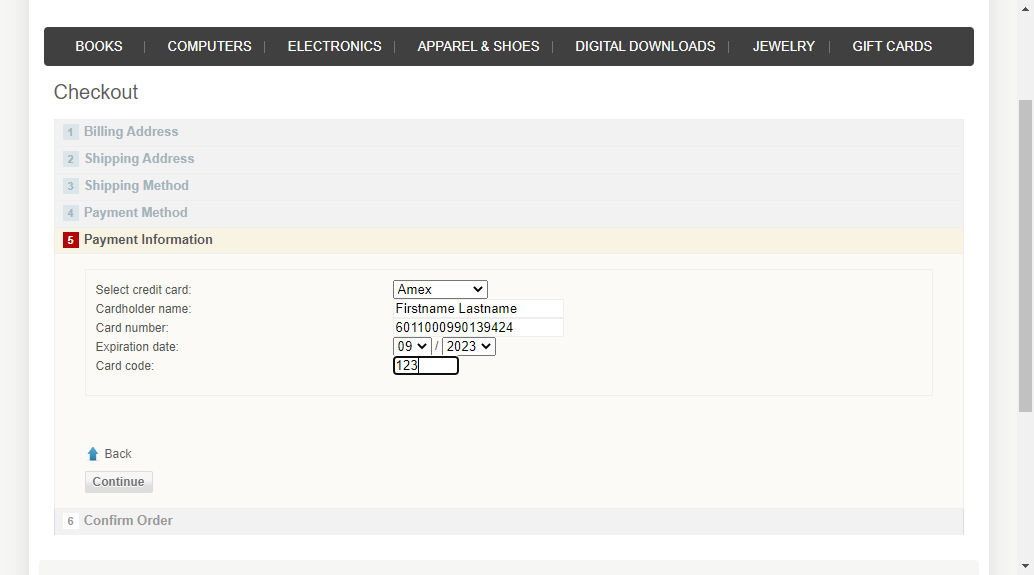 BOOKS COMPUTERS ELECTRONICS APPAREL & SHOES DIGITAL DOWNLOADS JEWELRY GIFT CARDS
Checkout
1 Billing Address
2 Shipping Address
3 Shipping Method
4 Payment Method
5 Payment Information
Select credit card: Amex
Cardholder name: Firstname Lastname
Card number: 6011000990139424
Expiration date: 09 / 2023
Card code: 123
Back
Continue
6 Confirm Order